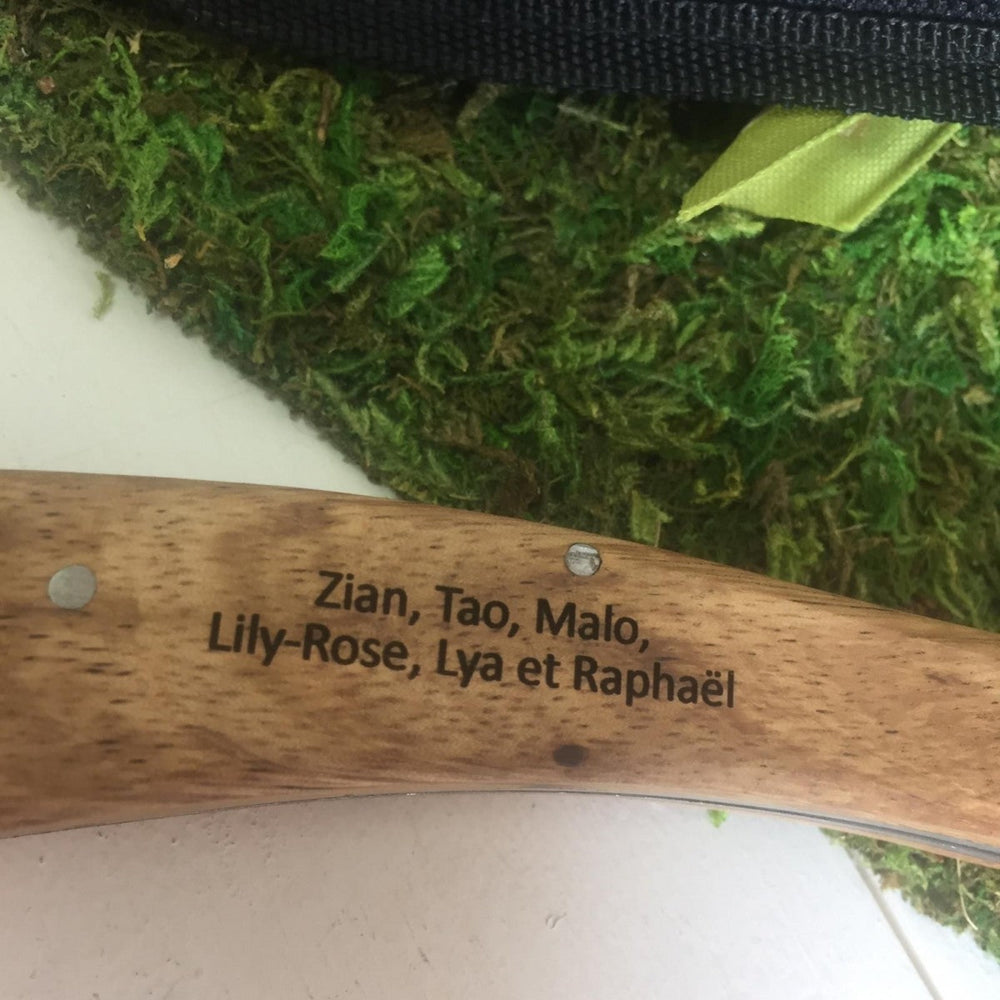 Zian, Tao, Malo,
Lily-Rose, Lya et Raphaël